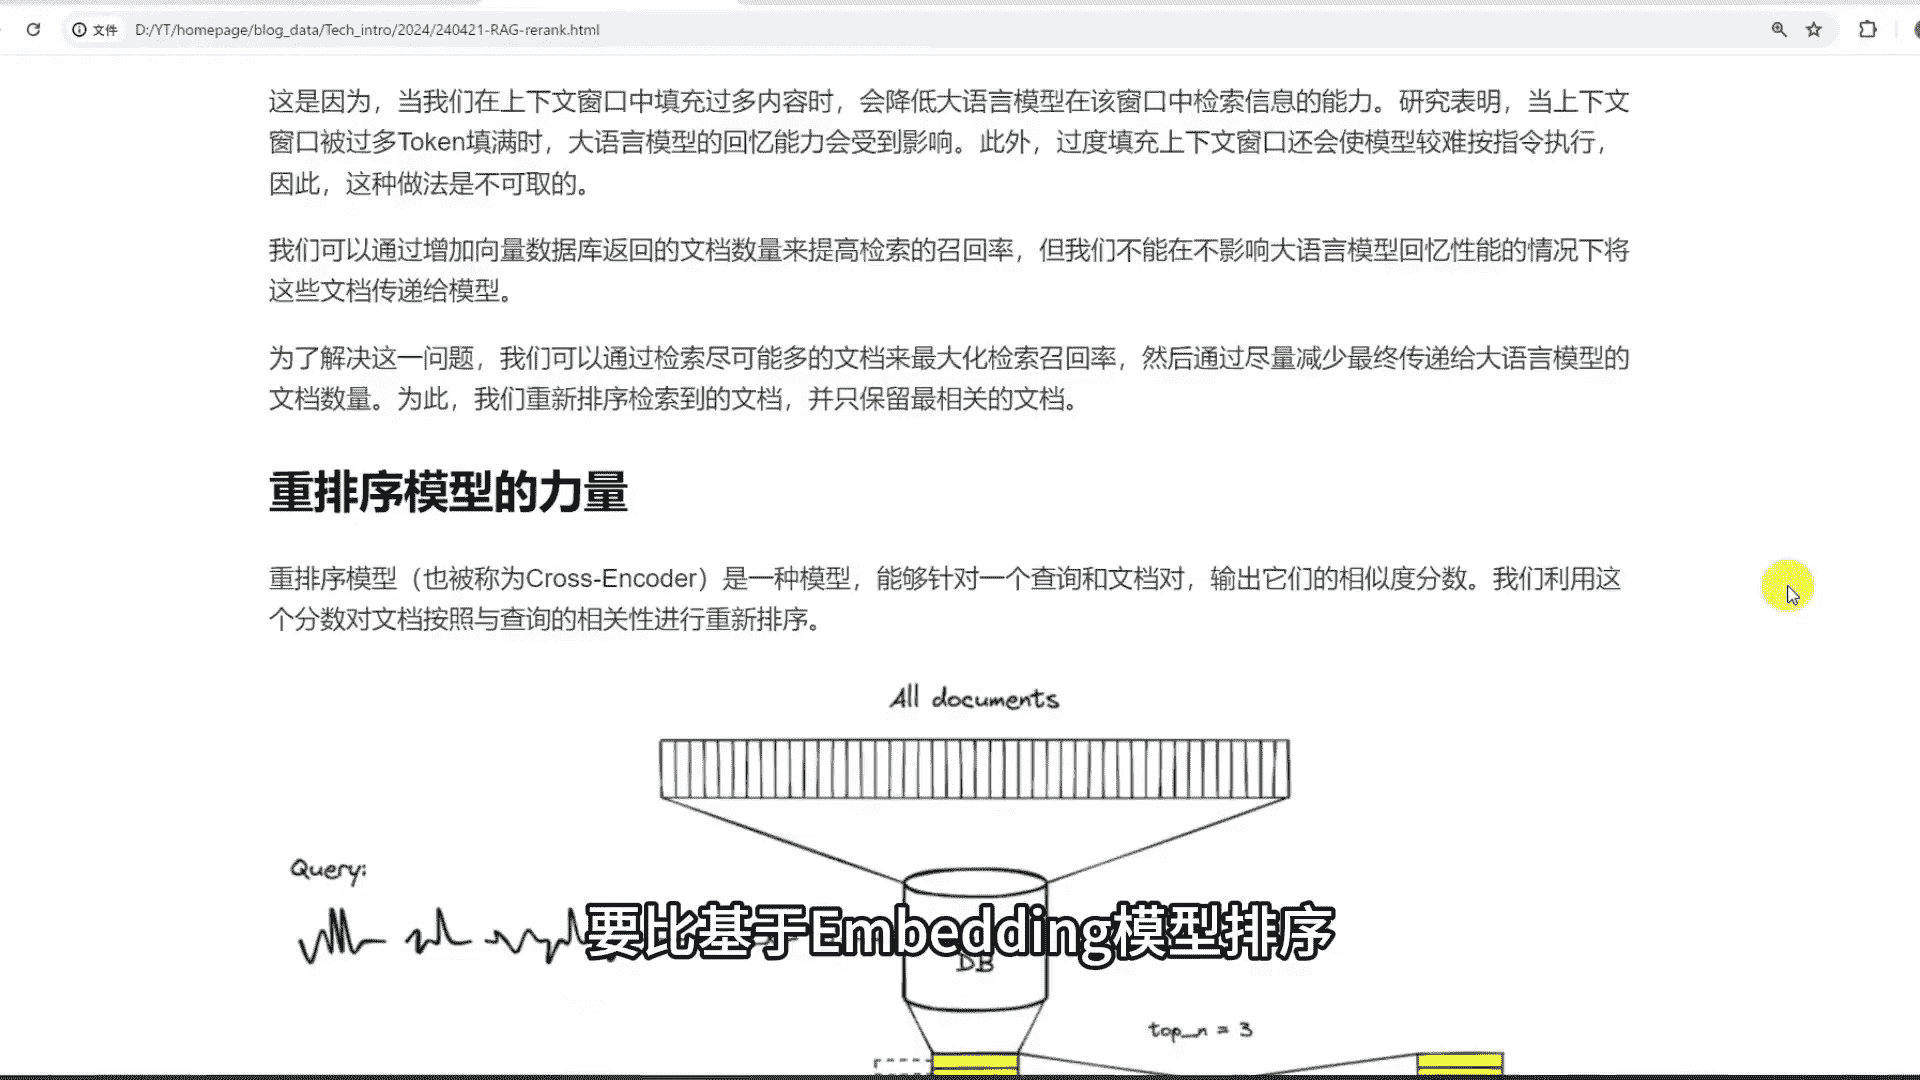 文件
D:/YT/homepage/blog_data/Tech_intro/2024/240421-RAG-rerank.html
这是因为，当我们在上下文窗口中填充过多内容时，会降低大语言模型在该窗口中检索信息的能力。研究表明，当上下文
窗口被过多Token填满时，大语言模型的回忆能力会受到影响。此外，过度填充上下文窗口还会使模型较难按指令执行，
因此，这种做法是不可取的。
我们可以通过增加向量数据库返回的文档数量来提高检索的召回率，但我们不能在不影响大语言模型回忆性能的情况下将
这些文档传递给模型。
为了解决这一问题，我们可以通过检索尽可能多的文档来最大化检索召回率，然后通过尽量减少最终传递给大语言模型的
文档数量。为此，我们重新排序检索到的文档，并只保留最相关的文档。
重排序模型的力量
重排序模型（也被称为Cross-Encoder）是一种模型，能够针对一个查询和文档对，输出它们的相似度分数。我们利用这
个分数对文档按照与查询的相关性进行重新排序。
All documents
Query:
要比基于Embedding模型排序
DB
top_n = 3